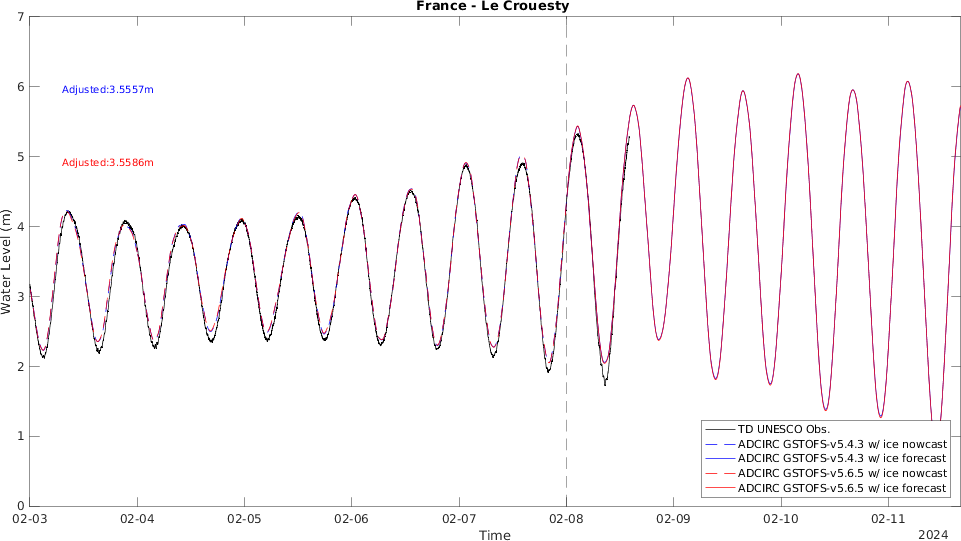 France - Le Crouesty
7
6
5
4
3
2
1
0
Adjusted:3.5557m
Adjusted:3.5586m
Water Level (m)
TD UNESCO Obs.
ADCIRC GSTOFS-v5.4.3 w/ ice nowcast
ADCIRC GSTOFS-v5.4.3 w/ ice forecast
ADCIRC GSTOFS-v5.6.5 w/ ice nowcast
ADCIRC GSTOFS-v5.6.5 w/ ice forecast
02-03 02-04 02-05 02-06 02-07 02-08 02-09 02-10 02-11
Time
2024